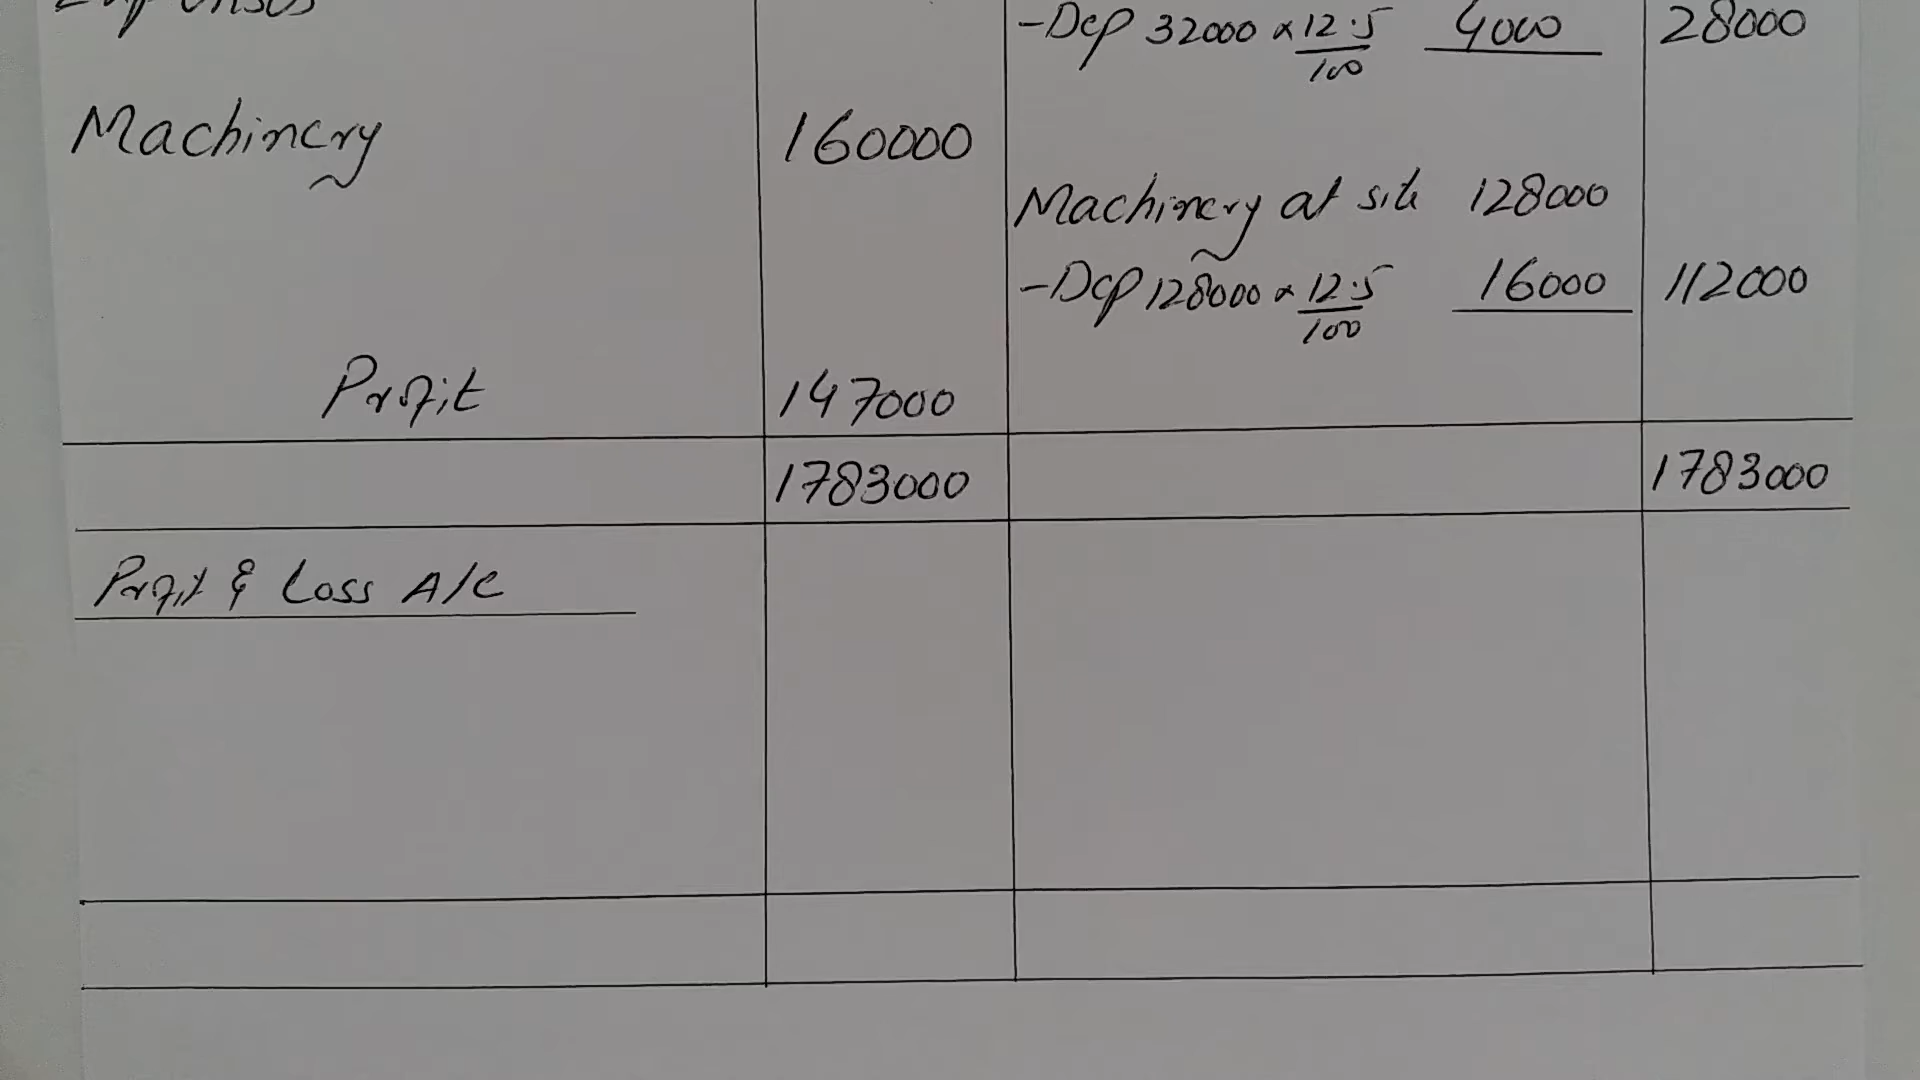 Expenses
-Dep 32000 × 12.5/100 4000 28000
Machinery 160000
Machinery at site 128000
-Dep 128000 × 12.5/100 16000 112000
Profit 147000
1783000 1783000
Profit & Loss A/C